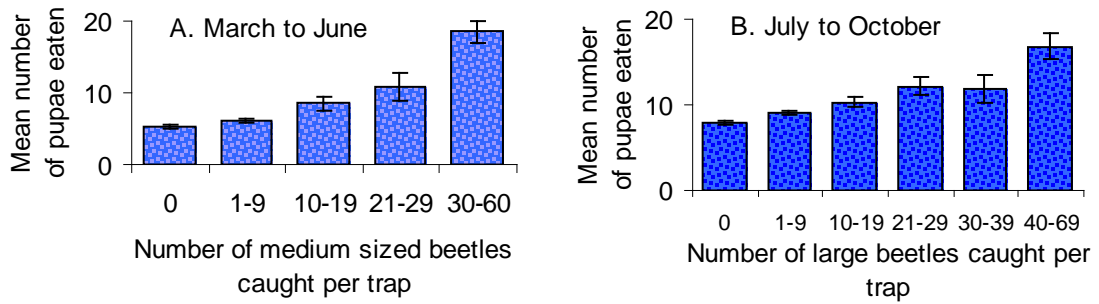 A. March to June
Mean number
of pupae eaten
20
10
0
0 1-9 10-19 21-29 30-60
Number of medium sized beetles
caught per trap
B. July to October
Mean number
of pupae eaten
20
10
0
0 1-9 10-19 21-29 30-39 40-69
Number of large beetles caught per
trap